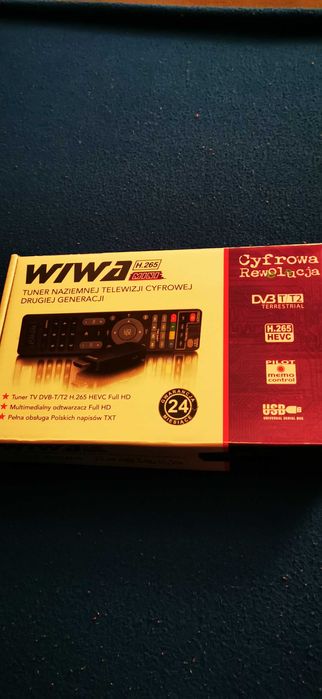 WIWA H.265
MINI
TUNER NAZIEMNEJ TELEWIZJI CYFROWEJ
DRUGIEJ GENERACJI
★ Tuner TV DVB-T/T2 H.265 HEVC Full HD
★ Multimedialny odtwarzacz Full HD
★ Pełna obsługa Polskich napisów TXT
GWARANCJA
24
MIESIĄCE
Cyfrowa
Rewolucja
DVB T/T2
TERRESTRIAL
H.265
HEVC
PILOT
memo
control
USB
UNIVERSAL SERIAL BUS